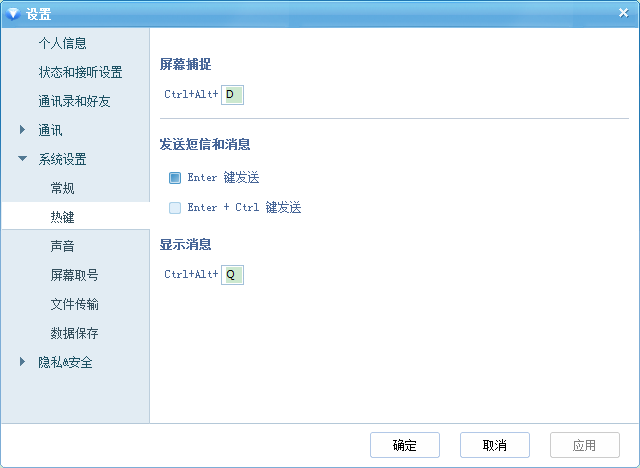 设置
个人信息
状态和接听设置
通讯录和好友
通讯
系统设置
常规
热键
声音
屏幕取号
文件传输
数据保存
隐私&安全
屏幕捕捉
Ctrl+Alt+ D
发送短信和消息
Enter 键发送
Enter + Ctrl 键发送
显示消息
Ctrl+Alt+ Q
确定 取消 应用